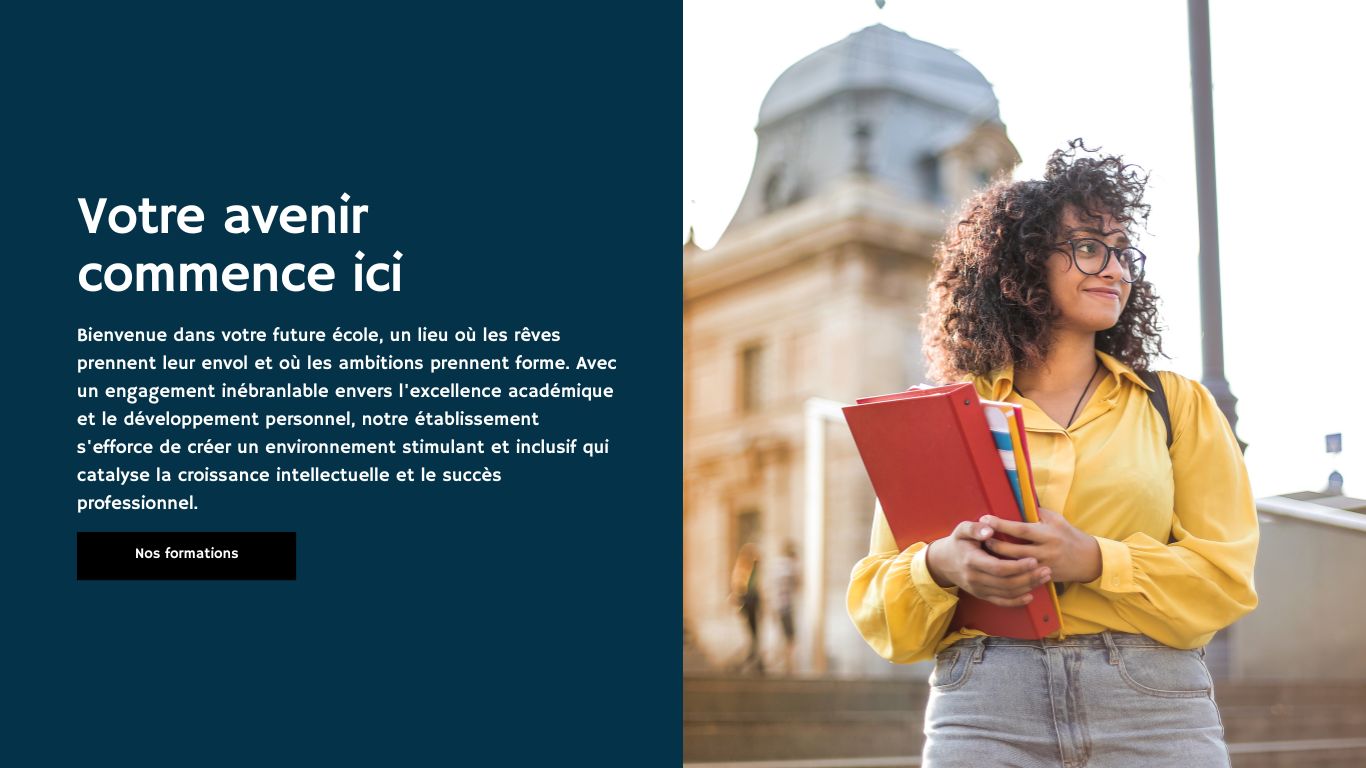 Votre avenir
commence ici
Bienvenue dans votre future école, un lieu où les rêves
prennent leur envol et où les ambitions prennent forme. Avec
un engagement inébranlable envers l'excellence académique
et le développement personnel, notre établissement
s'efforce de créer un environnement stimulant et inclusif qui
catalyse la croissance intellectuelle et le succès
professionnel.
Nos formations